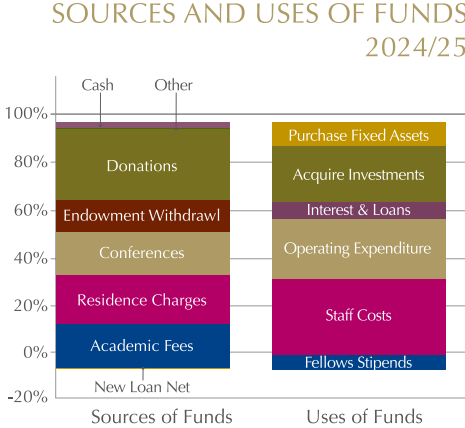 SOURCES AND USES OF FUNDS
2024/25
Cash Other
100%
80%
60%
40%
20%
0%
-20%
Donations
Endowment Withdrawl
Conferences
Residence Charges
Academic Fees
New Loan Net
Purchase Fixed Assets
Acquire Investments
Interest & Loans
Operating Expenditure
Staff Costs
Fellows Stipends
Sources of Funds
Uses of Funds